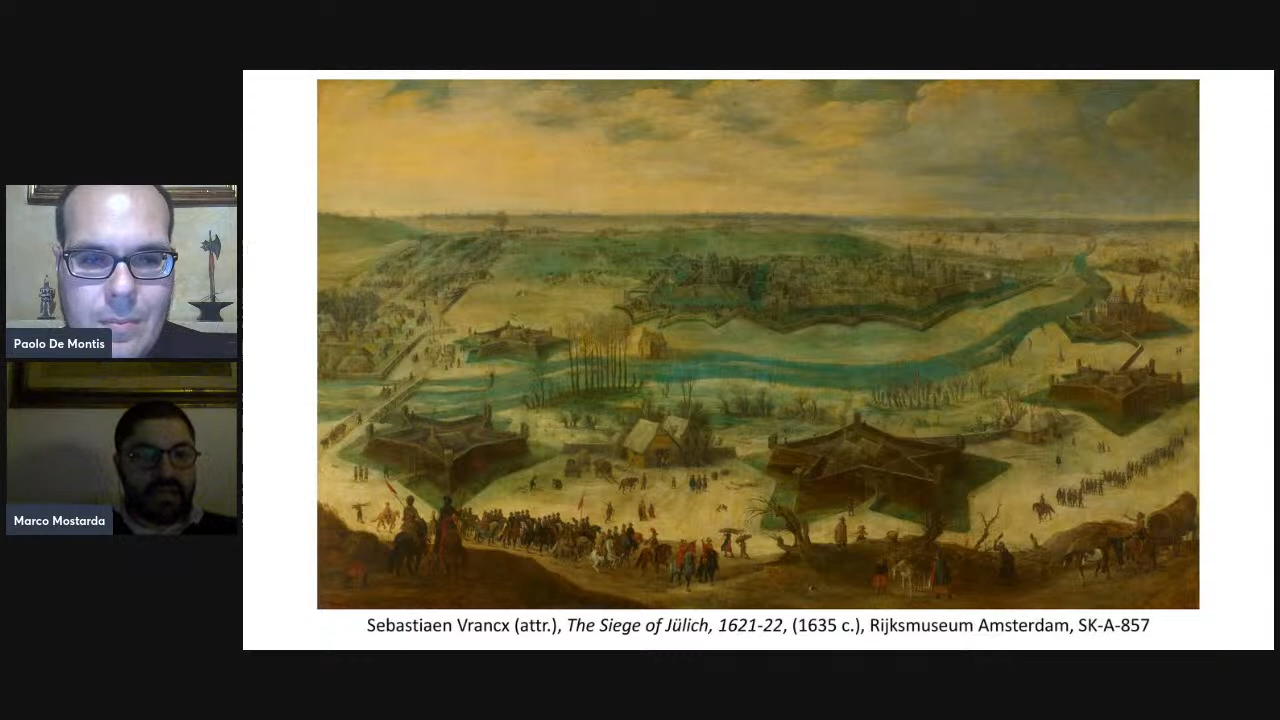 Paolo De Montis
Marco Mostarda
Sebastiaen Vrancx (attr.), The Siege of Jülich, 1621-22, (1635 c.), Rijksmuseum Amsterdam, SK-A-857